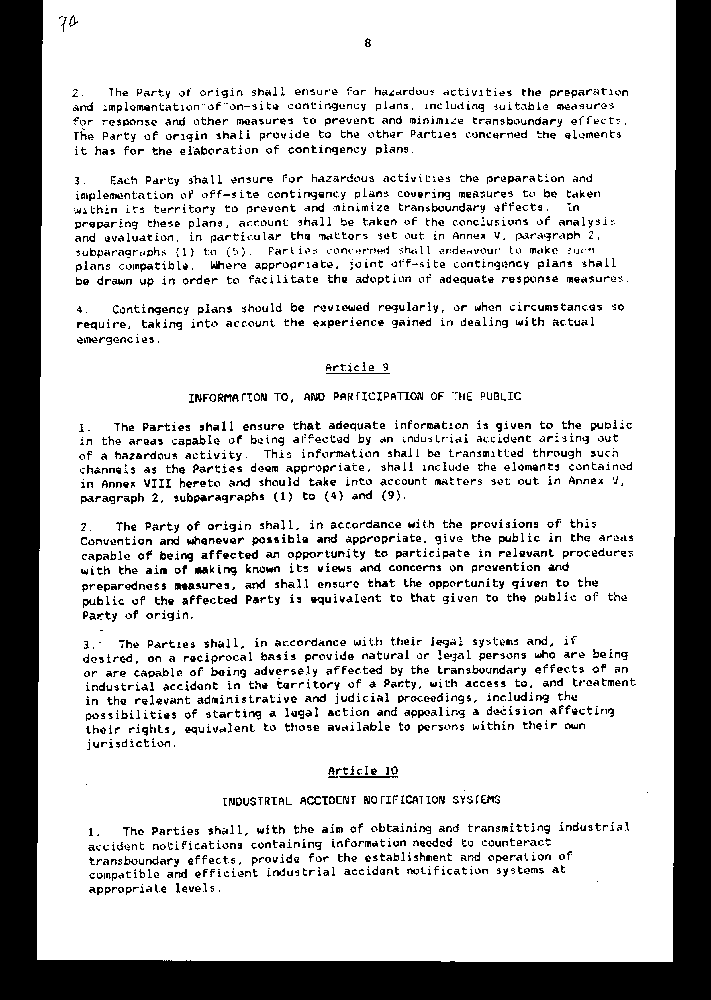 74
8
2. The Party of origin shall ensure for hazardous activities the preparation
and implementation of on-site contingency plans, including suitable measures
for response and other measures to prevent and minimize transboundary effects.
The Party of origin shall provide to the other Parties concerned the elements
it has for the elaboration of contingency plans.
3. Each Party shall ensure for hazardous activities the preparation and
implementation of off-site contingency plans covering measures to be taken
within its territory to prevent and minimize transboundary effects. In
preparing these plans, account shall be taken of the conclusions of analysis
and evaluation, in particular the matters set out in Annex V, paragraph 2,
subparagraphs (1) to (5). Parties concerned shall endeavour to make such
plans compatible. Where appropriate, joint off-site contingency plans shall
be drawn up in order to facilitate the adoption of adequate response measures.
4. Contingency plans should be reviewed regularly, or when circumstances so
require, taking into account the experience gained in dealing with actual
emergencies.
Article 9
INFORMATION TO, AND PARTICIPATION OF THE PUBLIC
1. The Parties shall ensure that adequate information is given to the public
in the areas capable of being affected by an industrial accident arising out
of a hazardous activity. This information shall be transmitted through such
channels as the Parties deem appropriate, shall include the elements contained
in Annex VIII hereto and should take into account matters set out in Annex V,
paragraph 2, subparagraphs (1) to (4) and (9).
2. The Party of origin shall, in accordance with the provisions of this
Convention and whenever possible and appropriate, give the public in the areas
capable of being affected an opportunity to participate in relevant procedures
with the aim of making known its views and concerns on prevention and
preparedness measures, and shall ensure that the opportunity given to the
public of the affected Party is equivalent to that given to the public of the
Party of origin.
3. The Parties shall, in accordance with their legal systems and, if
desired, on a reciprocal basis provide natural or legal persons who are being
or are capable of being adversely affected by the transboundary effects of an
industrial accident in the territory of a Party, with access to, and treatment
in the relevant administrative and judicial proceedings, including the
possibilities of starting a legal action and appealing a decision affecting
their rights, equivalent to those available to persons within their own
jurisdiction.
Article 10
INDUSTRIAL ACCIDENT NOTIFICATION SYSTEMS
1. The Parties shall, with the aim of obtaining and transmitting industrial
accident notifications containing information needed to counteract
transboundary effects, provide for the establishment and operation of
compatible and efficient industrial accident notification systems at
appropriate levels.